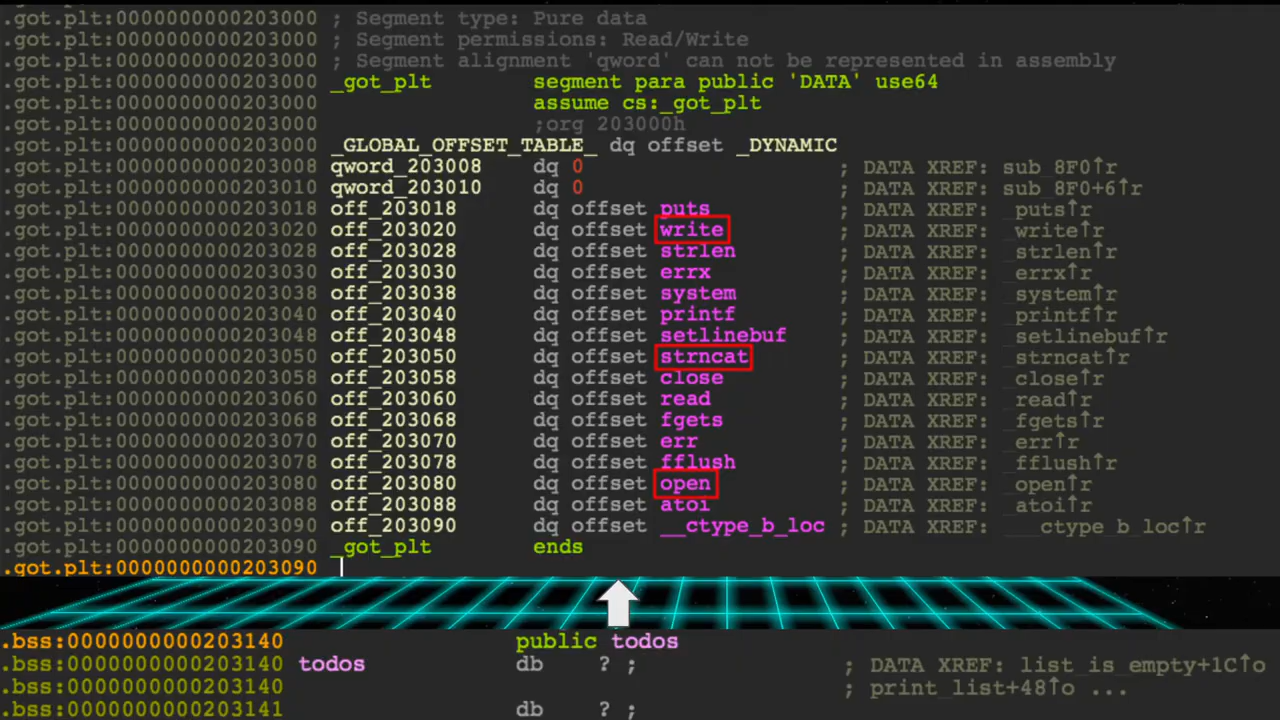 .got.plt:0000000000203000 ; Segment type: Pure data
.got.plt:0000000000203000 ; Segment permissions: Read/Write
.got.plt:0000000000203000 ; Segment alignment 'qword' can not be represented in assembly
.got.plt:0000000000203000 _got_plt segment para public 'DATA' use64
.got.plt:0000000000203000 assume cs:_got_plt
.got.plt:0000000000203000 ;org 203000h
.got.plt:0000000000203000 _GLOBAL_OFFSET_TABLE_ dq offset _DYNAMIC
.got.plt:0000000000203008 qword_203008 dq 0 ; DATA XREF: sub_8F0↑r
.got.plt:0000000000203010 qword_203010 dq 0 ; DATA XREF: sub_8F0+6↑r
.got.plt:0000000000203018 off_203018 dq offset puts ; DATA XREF: _puts↑r
.got.plt:0000000000203020 off_203020 dq offset write ; DATA XREF: _write↑r
.got.plt:0000000000203028 off_203028 dq offset strlen ; DATA XREF: _strlen↑r
.got.plt:0000000000203030 off_203030 dq offset errx ; DATA XREF: _errx↑r
.got.plt:0000000000203038 off_203038 dq offset system ; DATA XREF: _system↑r
.got.plt:0000000000203040 off_203040 dq offset printf ; DATA XREF: _printf↑r
.got.plt:0000000000203048 off_203048 dq offset setlinebuf ; DATA XREF: _setlinebuf↑r
.got.plt:0000000000203050 off_203050 dq offset strncat ; DATA XREF: _strncat↑r
.got.plt:0000000000203058 off_203058 dq offset close ; DATA XREF: _close↑r
.got.plt:0000000000203060 off_203060 dq offset read ; DATA XREF: _read↑r
.got.plt:0000000000203068 off_203068 dq offset fgets ; DATA XREF: _fgets↑r
.got.plt:0000000000203070 off_203070 dq offset err ; DATA XREF: _err↑r
.got.plt:0000000000203078 off_203078 dq offset fflush ; DATA XREF: _fflush↑r
.got.plt:0000000000203080 off_203080 dq offset open ; DATA XREF: _open↑r
.got.plt:0000000000203088 off_203088 dq offset atoi ; DATA XREF: _atoi↑r
.got.plt:0000000000203090 off_203090 dq offset __ctype_b_loc ; DATA XREF: ___ctype_b_loc↑r
.got.plt:0000000000203090 _got_plt ends
.got.plt:0000000000203090
.bss:0000000000203140 public todos
.bss:0000000000203140 todos db ? ; ; DATA XREF: list_is_empty+1C↑o
.bss:0000000000203140 ; print_list+48↑o ...
.bss:0000000000203141 db ? ;